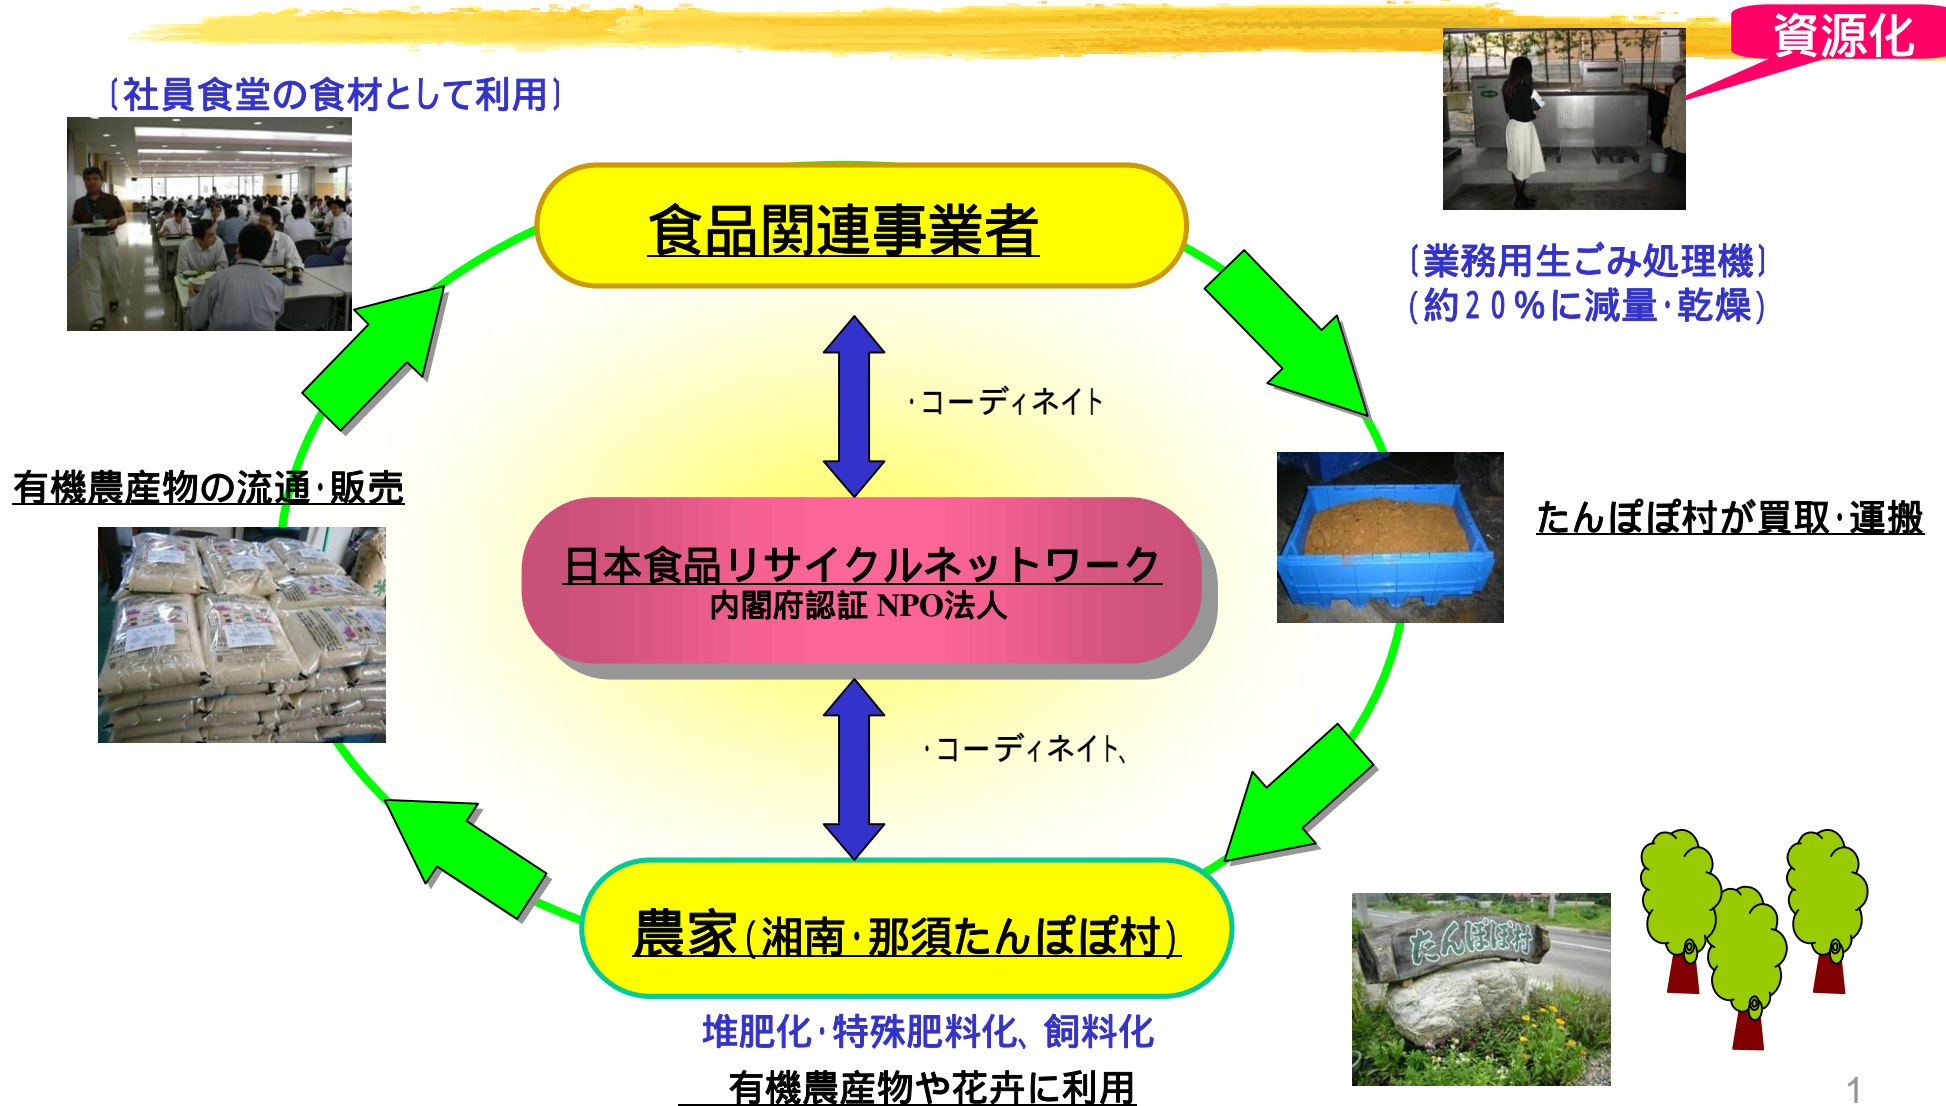 資源化
〔社員食堂の食材として利用〕
食品関連事業者
〔業務用生ごみ処理機〕
(約20%に減量・乾燥)
・コーディネイト
有機農産物の流通・販売
たんぽぽ村が買取・運搬
日本食品リサイクルネットワーク
内閣府認証 NPO法人
・コーディネイト、
農家(湘南・那須たんぽぽ村)
たんぽぽ村
堆肥化・特殊肥料化、飼料化
有機農産物や花卉に利用
1